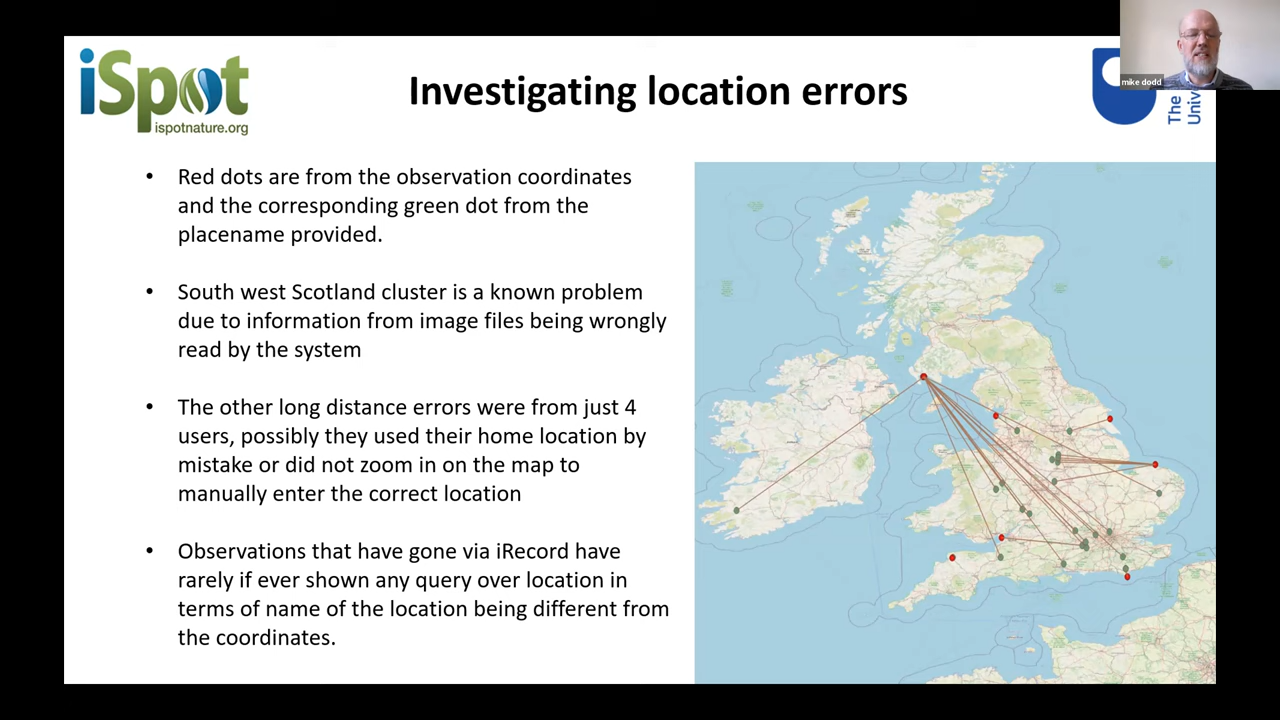 iSpot
ispotnature.org
Investigating location errors
mike dodd
The
Univ
• Red dots are from the observation coordinates
and the corresponding green dot from the
placename provided.
• South west Scotland cluster is a known problem
due to information from image files being wrongly
read by the system
• The other long distance errors were from just 4
users, possibly they used their home location by
mistake or did not zoom in on the map to
manually enter the correct location
• Observations that have gone via iRecord have
rarely if ever shown any query over location in
terms of name of the location being different from
the coordinates.